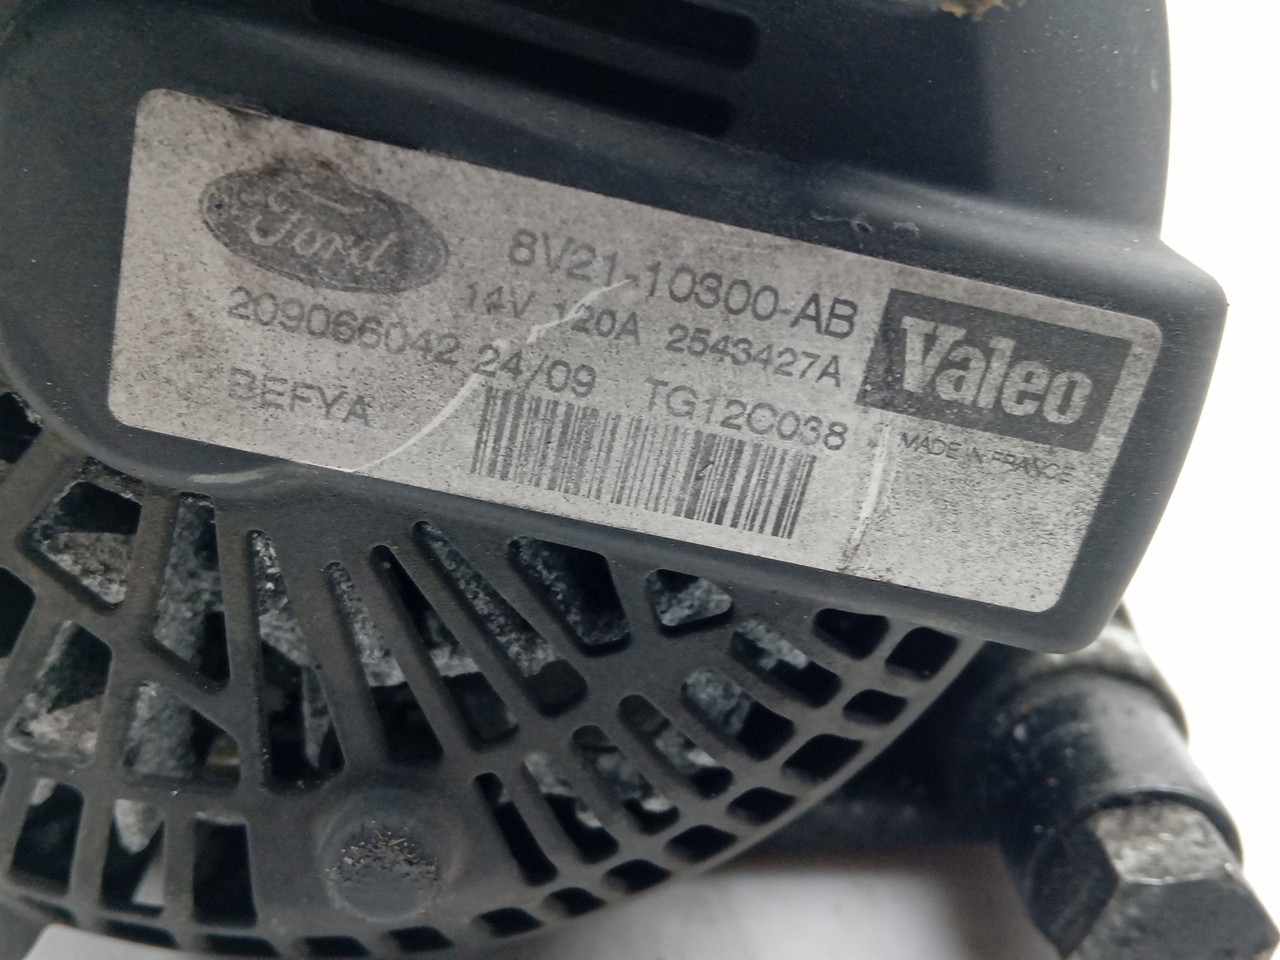 Ford
8V21-10300-AB
14V 120A 2543427A
209066042 24/09 TG12C038
BEFYA
Valeo
MADE IN FRANCE